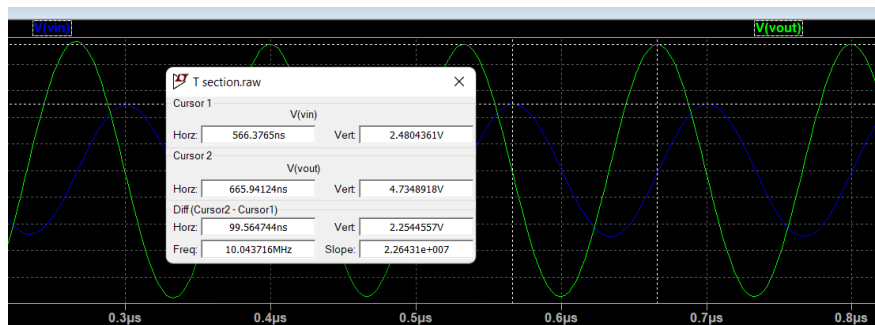 V(vin) V(vout)
T section.raw
Cursor 1
V(vin)
Horz: 566.3765ns Vert: 2.4804361V
Cursor 2
V(vout)
Horz: 665.94124ns Vert: 4.7348918V
Diff (Cursor2 - Cursor1)
Horz: 99.564744ns Vert: 2.2544557V
Freq: 10.043716MHz Slope: 2.26431e+007
0.3µs 0.4µs 0.5µs 0.6µs 0.7µs 0.8µs